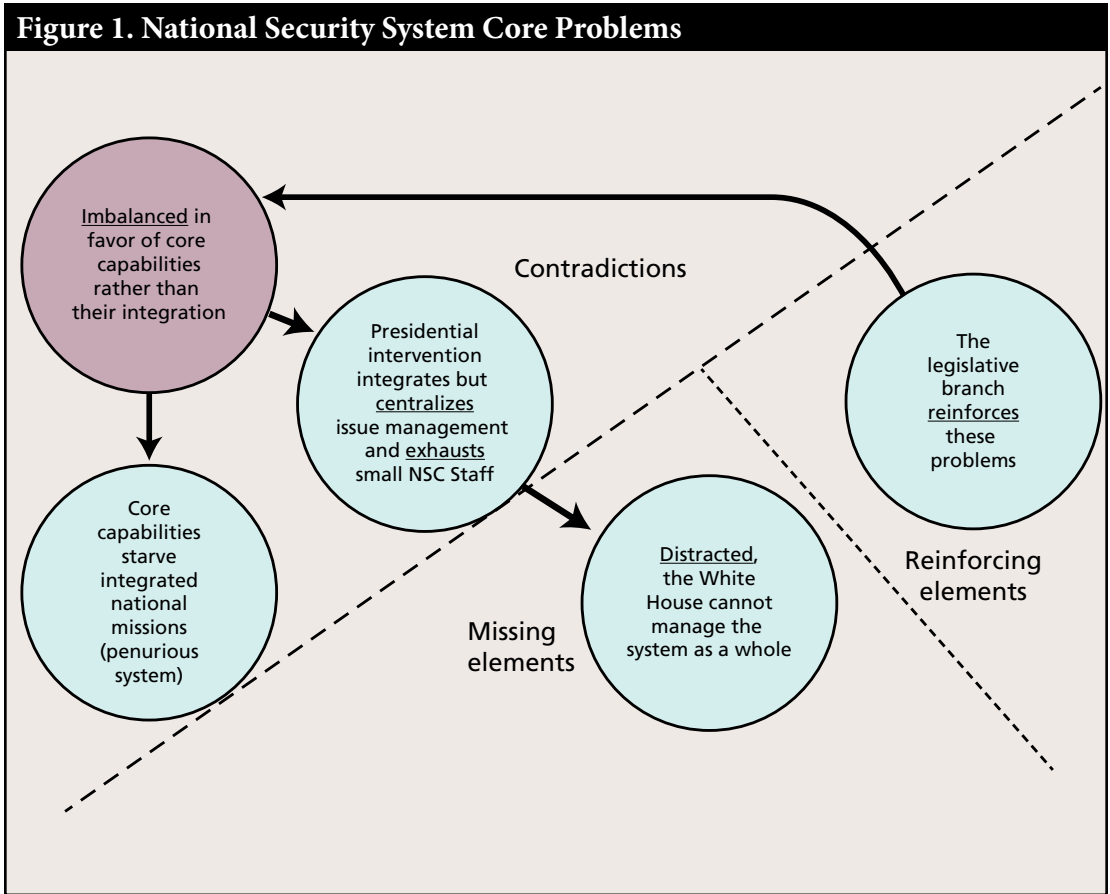 Figure 1. National Security System Core Problems
Imbalanced in
favor of core
capabilities
rather than
their integration
Contradictions
Presidential
intervention
integrates but
centralizes
issue management
and exhausts
small NSC Staff
The
legislative
branch
reinforces
these
problems
Core
capabilities
starve
integrated
national
missions
(penurious
system)
Distracted,
the White
House cannot
manage the
system as a whole
Missing
elements
Reinforcing
elements